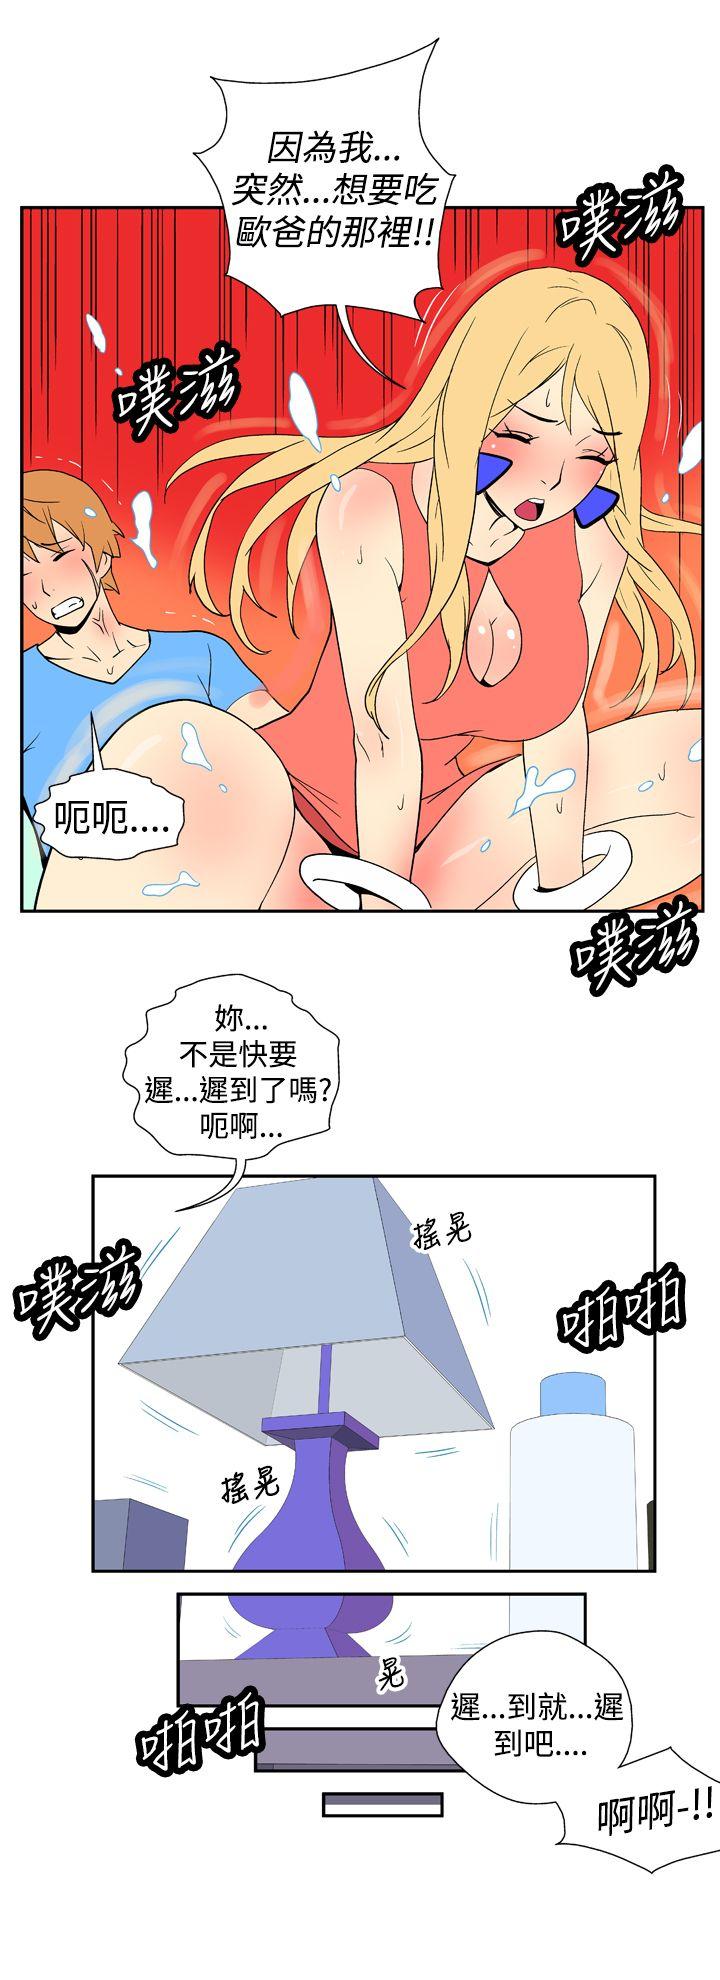 因為我...
突然...想要吃
歐爸的那裡!!
噗滋
噗滋
呃呃....
噗滋
妳...
不是快要
遲...遲到了嗎?
呃啊...
搖晃
噗滋
啪啪
搖晃
晃
遲...到就...遲
到吧....
啪啪
啊啊-!!